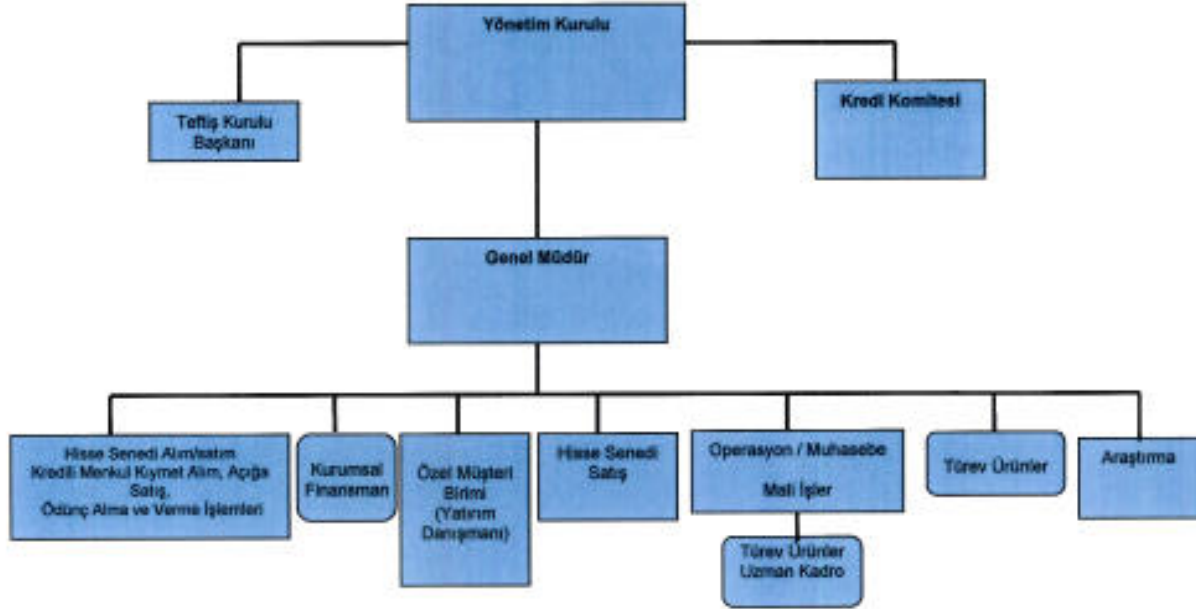 Yönetim Kurulu
Teftiş Kurulu
Başkanı
Kredi Komitesi
Genel Müdür
Hisse Senedi Alım/satım
Kredili Menkul Kıymet Alım, Açığa
Satış,
Ödünç Alma ve Verme İşlemleri
Kurumsal
Finansman
Özel Müşteri
Birimi
(Yatırım
Danışmanı)
Hisse Senedi
Satış
Operasyon / Muhasebe
Mali İşler
Türev Ürünler
Uzman Kadro
Türev Ürünler
Araştırma